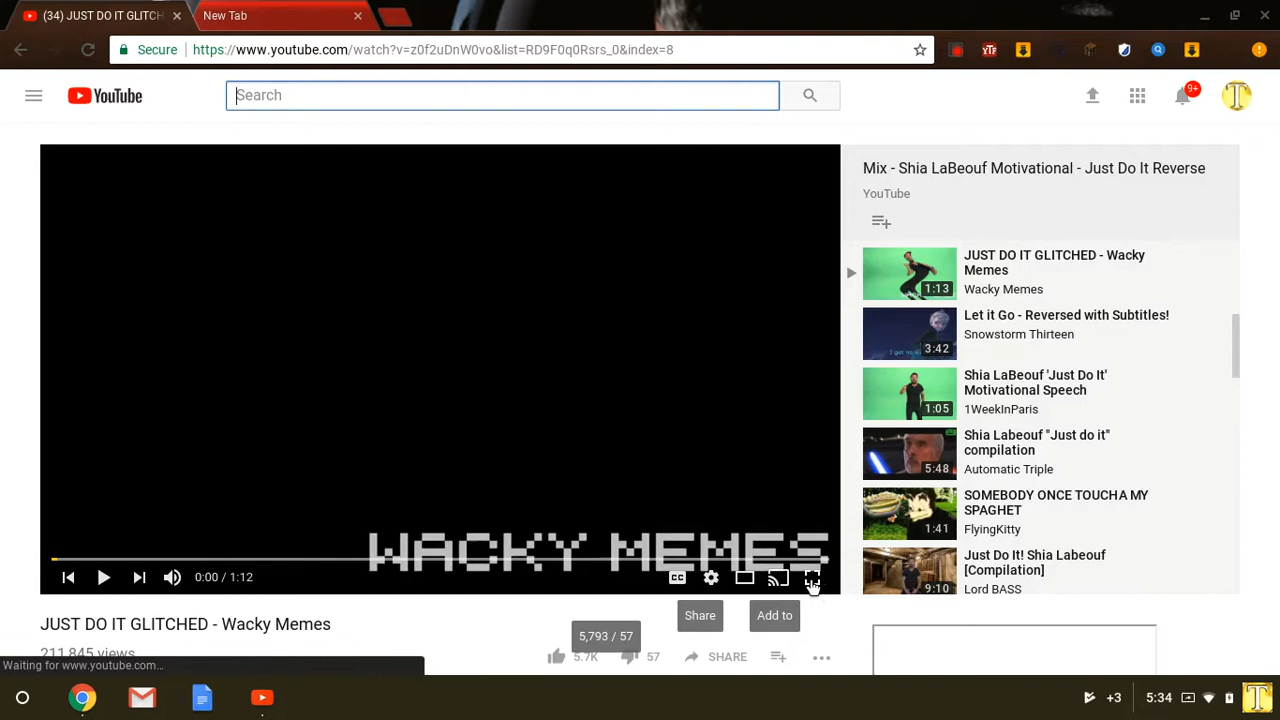 (34) JUST DO IT GLITCH
New Tab
Secure
https://www.youtube.com/watch?v=z0f2uDnW0vo&list=RD9F0q0Rsrs_0&index=8
YTP
YouTube
Search
9+
T
Mix - Shia LaBeouf Motivational - Just Do It Reverse
YouTube
JUST DO IT GLITCHED - Wacky
Memes
Wacky Memes
1:13
Let it Go - Reversed with Subtitles!
Snowstorm Thirteen
3:42
Shia LaBeouf 'Just Do It'
Motivational Speech
1WeekInParis
1:05
Shia Labeouf "Just do it"
compilation
Automatic Triple
5:48
SOMEBODY ONCE TOUCHA MY
SPAGHET
FlyingKitty
1:41
Just Do It! Shia Labeouf
[Compilation]
Lord BASS
9:10
WACKY MEMES
0:00 / 1:12
CC
Share
Add to
JUST DO IT GLITCHED - Wacky Memes
5,793 / 57
211,845 views
5.7K
57
SHARE
Waiting for www.youtube.com...
+3
5:34
T